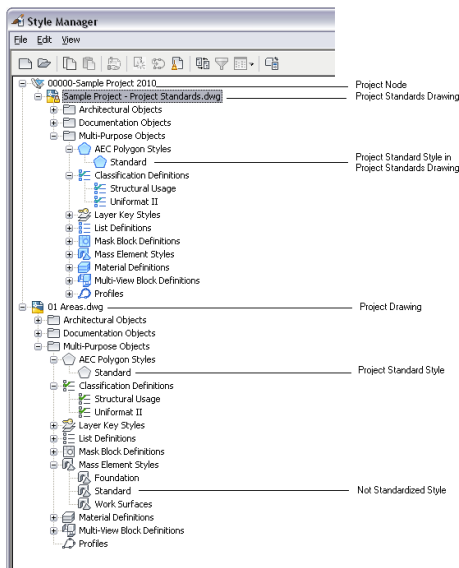 Style Manager
File Edit View
00000-Sample Project 2010
Project Node
Sample Project - Project Standards.dwg
Project Standards Drawing
Architectural Objects
Documentation Objects
Multi-Purpose Objects
AEC Polygon Styles
Standard
Project Standard Style in
Project Standards Drawing
Classification Definitions
Structural Usage
Uniformat II
Layer Key Styles
List Definitions
Mask Block Definitions
Mass Element Styles
Material Definitions
Multi-View Block Definitions
Profiles
01 Areas.dwg
Project Drawing
Architectural Objects
Documentation Objects
Multi-Purpose Objects
AEC Polygon Styles
Standard
Project Standard Style
Classification Definitions
Structural Usage
Uniformat II
Layer Key Styles
List Definitions
Mask Block Definitions
Mass Element Styles
Foundation
Standard
Not Standardized Style
Work Surfaces
Material Definitions
Multi-View Block Definitions
Profiles